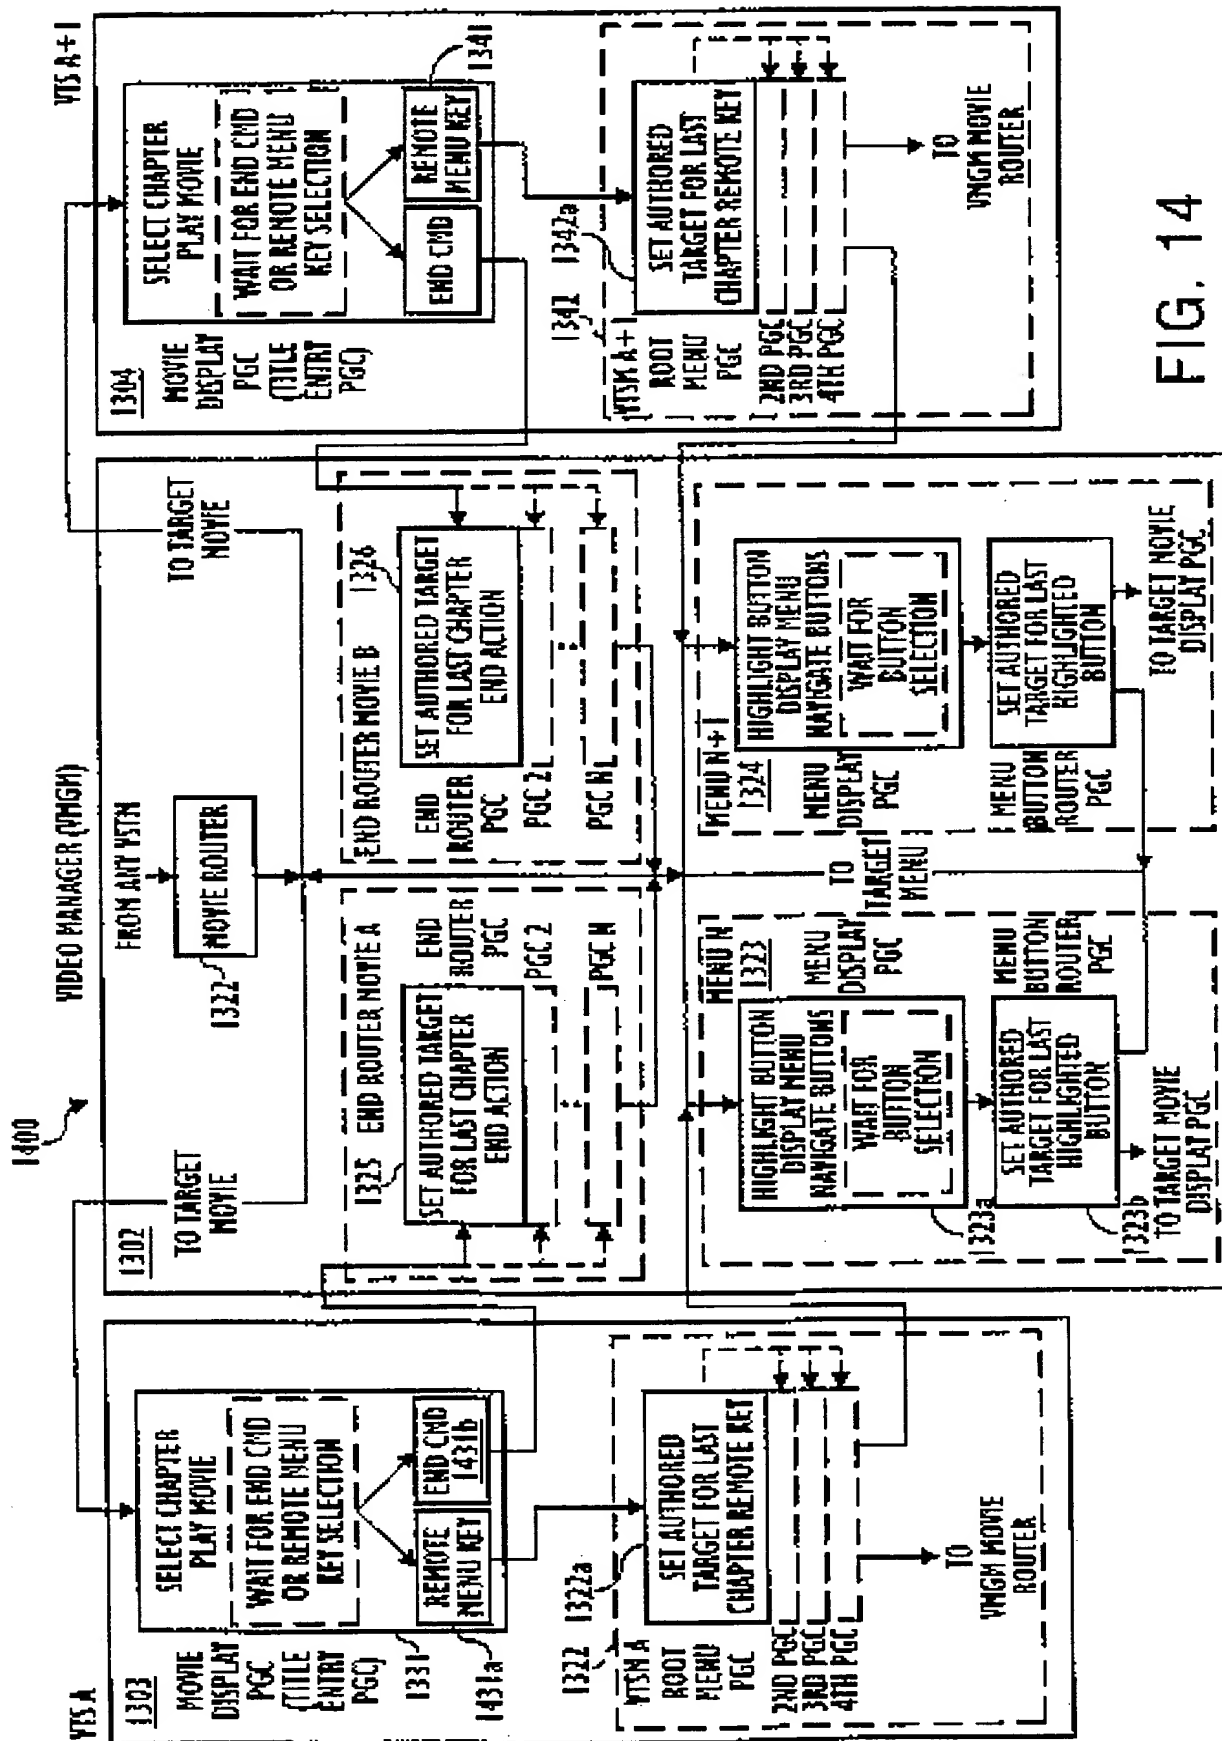 1400
VTS A
1303
MOVIE
DISPLAY
PGC
(TITLE
ENTRY
PGC)
SELECT CHAPTER
PLAY MOVIE
WAIT FOR END CMD
OR REMOTE MENU
KEY SELECTION
REMOTE
MENU KEY
END CMD
1431b
1331
1431a
1322
1322a
VTSM A
ROOT
MENU
PGC
SET AUTHORED
TARGET FOR LAST
CHAPTER REMOTE KEY
2ND PGC
3RD PGC
4TH PGC
TO
VMGM MOVIE
ROUTER
VIDEO MANAGER (VMGM)
1302
TO TARGET
MOVIE
FROM ANY VSTM
MOVIE ROUTER
1322
TO TARGET
MOVIE
1325
END ROUTER MOVIE A
SET AUTHORED TARGET
FOR LAST CHAPTER
END ACTION
END
ROUTER
PGC
PGC 2
PGC N
END ROUTER MOVIE B
1326
END
ROUTER
PGC
SET AUTHORED TARGET
FOR LAST CHAPTER
END ACTION
PGC 2
PGC N
MENU N
1323
HIGHLIGHT BUTTON
DISPLAY MENU
NAVIGATE BUTTONS
WAIT FOR
BUTTON
SELECTION
MENU
DISPLAY
PGC
1323a
SET AUTHORED
TARGET FOR LAST
HIGHLIGHTED
BUTTON
MENU
BUTTON
ROUTER
PGC
1323b
TO TARGET MOVIE
DISPLAY PGC
TO
TARGET
MENU
MENU N+1
1324
MENU
DISPLAY
PGC
HIGHLIGHT BUTTON
DISPLAY MENU
NAVIGATE BUTTONS
WAIT FOR
BUTTON
SELECTION
MENU
BUTTON
ROUTER
PGC
SET AUTHORED
TARGET FOR LAST
HIGHLIGHTED
BUTTON
TO TARGET MOVIE
DISPLAY PGC
VTS A+1
1304
MOVIE
DISPLAY
PGC
(TITLE
ENTRY
PGC)
SELECT CHAPTER
PLAY MOVIE
WAIT FOR END CMD
OR REMOTE MENU
KEY SELECTION
END CMD
REMOTE
MENU KEY
1341
1342
1342a
VTSM A+1
ROOT
MENU
PGC
SET AUTHORED
TARGET FOR LAST
CHAPTER REMOTE KEY
2ND PGC
3RD PGC
4TH PGC
TO
VMGM MOVIE
ROUTER
FIG. 14